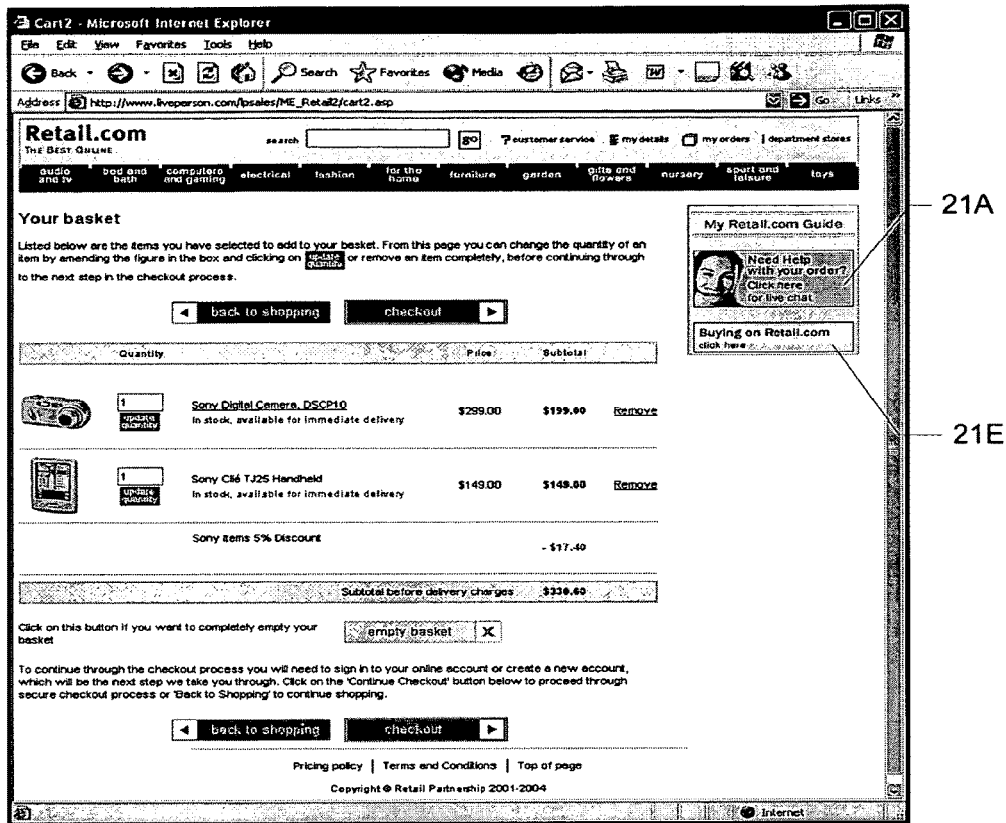 Cart2 - Microsoft Internet Explorer
File Edit View Favorites Tools Help
Back Search Favorites Media
Address http://www.liveperson.com/lpsales/ME_Retail2/cart2.asp Go Links »
Retail.com
THE BEST ONLINE
search go ? customer service my details my orders department stores
audio and tv bed and bath computers and gaming electrical fashion for the home furniture garden gifts and flowers nursery sport and leisure toys
Your basket
Listed below are the items you have selected to add to your basket. From this page you can change the quantity of an
item by amending the figure in the box and clicking on update quantity or remove an item completely, before continuing through
to the next step in the checkout process.
My Retail.com Guide
Need Help
with your order?
Click here
for live chat
21A
Buying on Retail.com
click here
21E
back to shopping checkout
Quantity Price Subtotal
1 update quantity Sony Digital Camera, DSCP10 $299.00 $199.00 Remove
In stock, available for immediate delivery
1 update quantity Sony Clié TJ25 Handheld $149.00 $149.00 Remove
In stock, available for immediate delivery
Sony items 5% Discount - $17.40
Subtotal before delivery charges $330.60
Click on this button if you want to completely empty your
basket
empty basket X
To continue through the checkout process you will need to sign in to your online account or create a new account,
which will be the next step we take you through. Click on the 'Continue Checkout' button below to proceed through
secure checkout process or 'Back to Shopping' to continue shopping.
back to shopping checkout
Pricing policy | Terms and Conditions | Top of page
Copyright © Retail Partnership 2001-2004
Internet